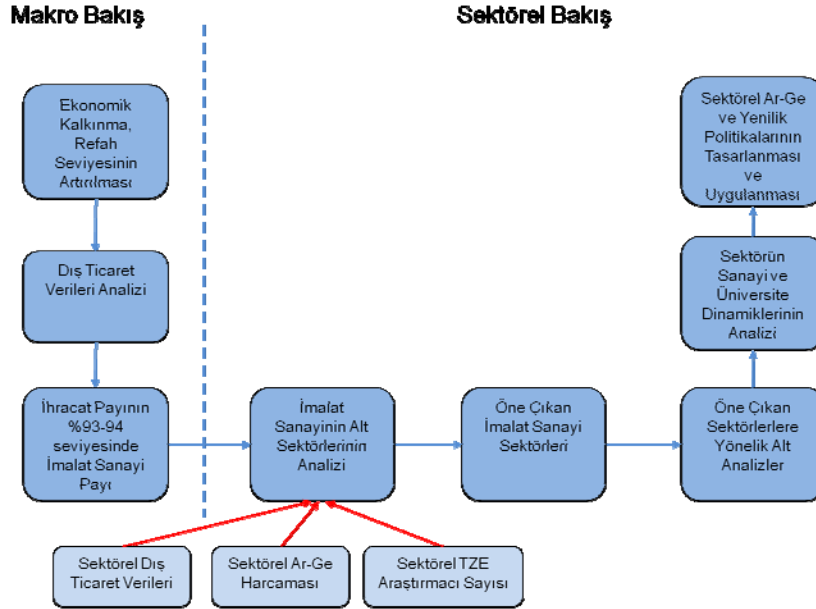 Makro Bakış
Sektörel Bakış
Ekonomik
Kalkınma,
Refah
Seviyesinin
Artırılması
Dış Ticaret
Verileri Analizi
İhracat Payının
%93-94
seviyesinde
İmalat Sanayi
Payı
İmalat
Sanayinin Alt
Sektörlerinin
Analizi
Öne Çıkan
İmalat Sanayi
Sektörleri
Öne Çıkan
Sektörlerlere
Yönelik Alt
Analizler
Sektörün
Sanayi ve
Üniversite
Dinamiklerinin
Analizi
Sektörel Ar-Ge
ve Yenilik
Politikalarının
Tasarlanması
ve
Uygulanması
Sektörel Dış
Ticaret Verileri
Sektörel Ar-Ge
Harcaması
Sektörel TZE
Araştırmacı Sayısı